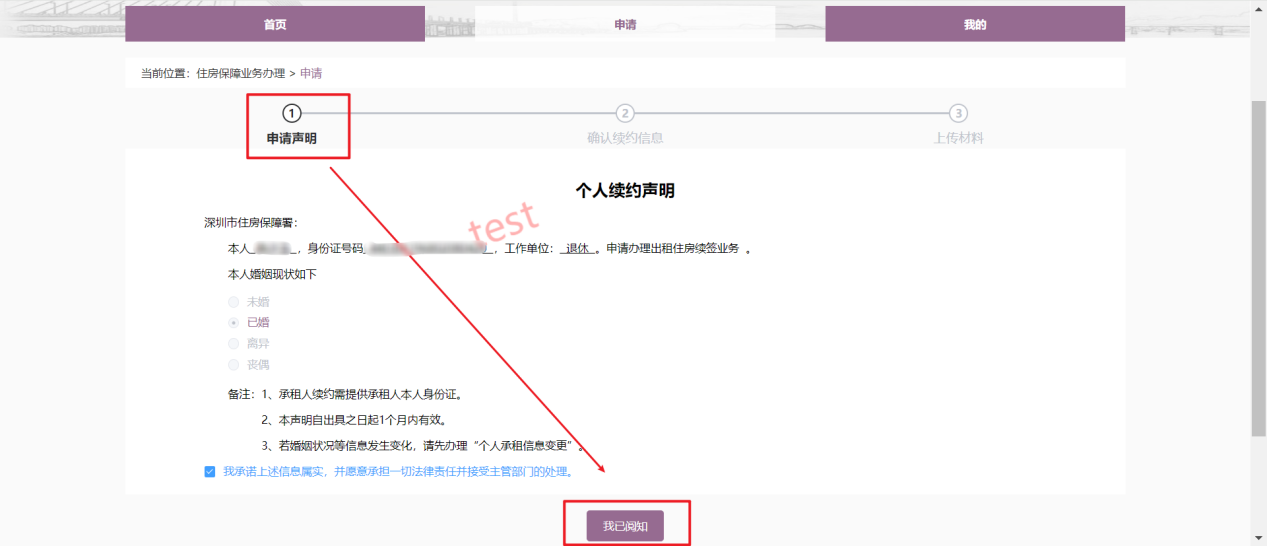 首页
申请
我的
当前位置：住房保障业务办理 > 申请
1
2
3
申请声明
确认续约信息
上传材料
个人续约声明
深圳市住房保障署：
test
本人，身份证号码，工作单位：退休。申请办理出租住房续签业务 。
本人婚姻现状如下
未婚
已婚
离异
丧偶
备注：1、承租人续约需提供承租人本人身份证。
2、本声明自出具之日起1个月内有效。
3、若婚姻状况等信息发生变化，请先办理“个人承租信息变更”。
我承诺上述信息属实，并愿意承担一切法律责任并接受主管部门的处理。
我已阅知